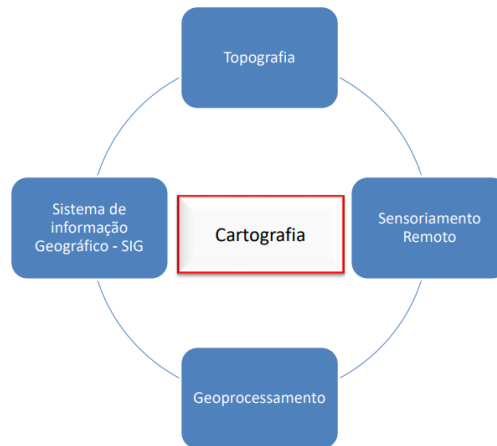 Topografia
Sistema de
informação
Geográfico - SIG
Cartografia
Sensoriamento
Remoto
Geoprocessamento